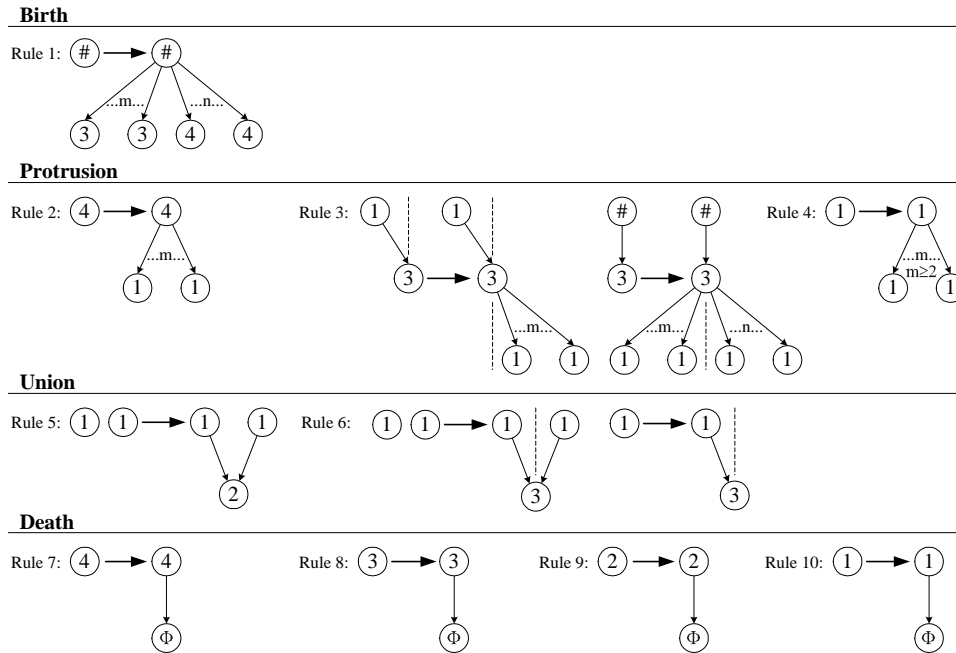 Birth
Rule 1: # #
...m... ...n...
3 3 4 4
Protrusion
Rule 2: 4 4
...m...
1 1
Rule 3: 1 1 # #
3 3 3 3
...m... ...m... ...n...
1 1 1 1 1 1
Rule 4: 1 1
...m...
m≥2
1 1
Union
Rule 5: 1 1 1 1
2
Rule 6: 1 1 1 1 1 1
3 3
Death
Rule 7: 4 4
Φ
Rule 8: 3 3
Φ
Rule 9: 2 2
Φ
Rule 10: 1 1
Φ